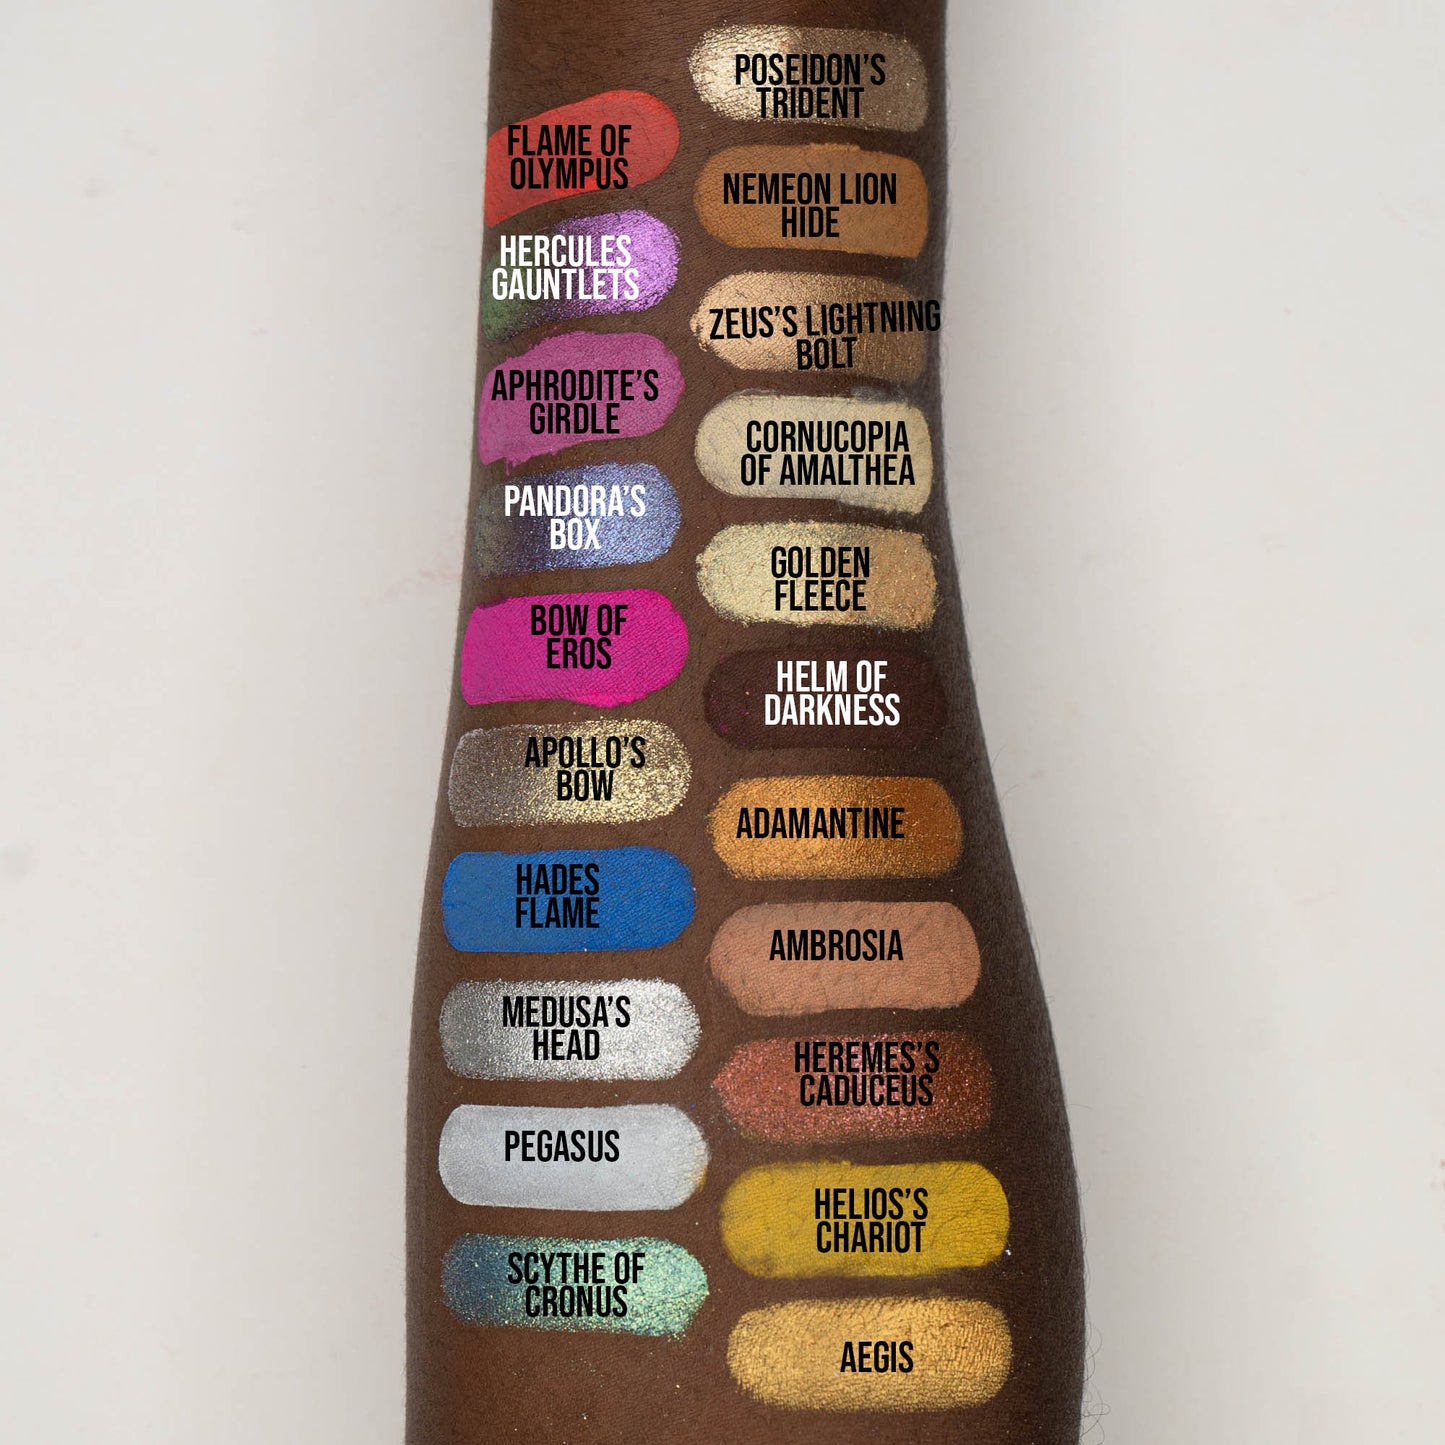 FLAME OF
OLYMPUS
HERCULES
GAUNTLETS
APHRODITE'S
GIRDLE
PANDORA'S
BOX
BOW OF
EROS
APOLLO'S
BOW
HADES
FLAME
MEDUSA'S
HEAD
PEGASUS
SCYTHE OF
CRONUS
POSEIDON'S
TRIDENT
NEMEON LION
HIDE
ZEUS'S LIGHTNING
BOLT
CORNUCOPIA
OF AMALTHEA
GOLDEN
FLEECE
HELM OF
DARKNESS
ADAMANTINE
AMBROSIA
HEREMES'S
CADUCEUS
HELIOS'S
CHARIOT
AEGIS